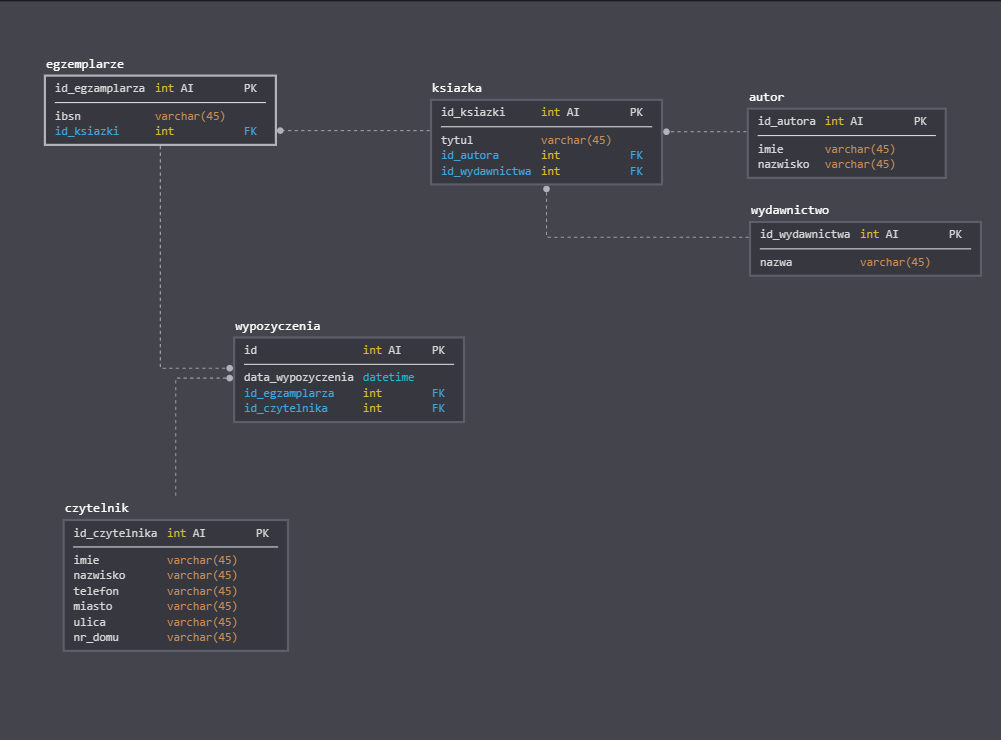 egzemplarze
id_egzamplarza int AI PK
ibsn varchar(45)
id_ksiazki int FK
ksiazka
id_ksiazki int AI PK
tytul varchar(45)
id_autora int FK
id_wydawnictwa int FK
autor
id_autora int AI PK
imie varchar(45)
nazwisko varchar(45)
wydawnictwo
id_wydawnictwa int AI PK
nazwa varchar(45)
wypozyczenia
id int AI PK
data_wypozyczenia datetime
id_egzamplarza int FK
id_czytelnika int FK
czytelnik
id_czytelnika int AI PK
imie varchar(45)
nazwisko varchar(45)
telefon varchar(45)
miasto varchar(45)
ulica varchar(45)
nr_domu varchar(45)